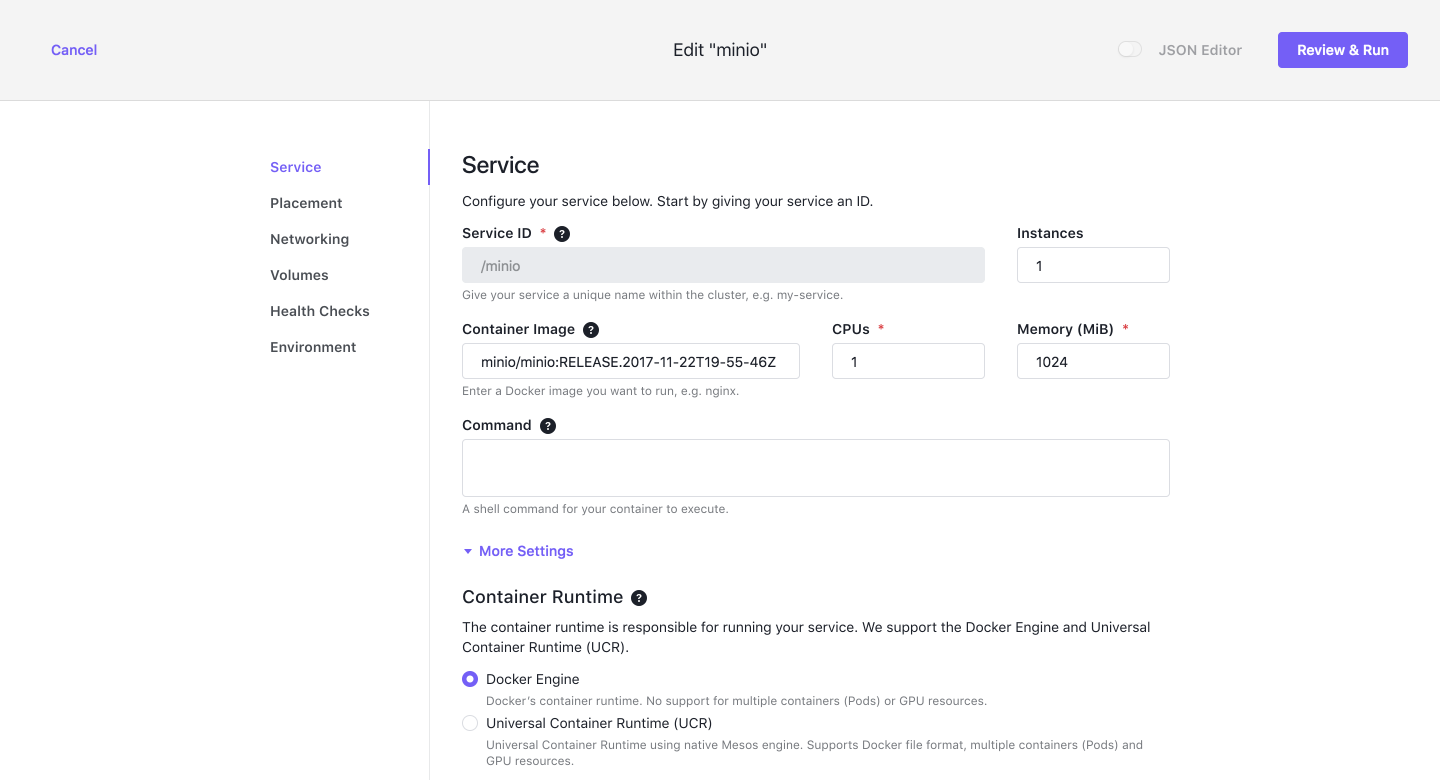 Cancel
Edit "minio"
JSON Editor
Review & Run
Service
Placement
Networking
Volumes
Health Checks
Environment
Service
Configure your service below. Start by giving your service an ID.
Service ID * ?
Instances
/minio
1
Give your service a unique name within the cluster, e.g. my-service.
Container Image ?
CPUs *
Memory (MiB) *
minio/minio:RELEASE.2017-11-22T19-55-46Z
1
1024
Enter a Docker image you want to run, e.g. nginx.
Command ?
A shell command for your container to execute.
More Settings
Container Runtime ?
The container runtime is responsible for running your service. We support the Docker Engine and Universal
Container Runtime (UCR).
Docker Engine
Docker's container runtime. No support for multiple containers (Pods) or GPU resources.
Universal Container Runtime (UCR)
Universal Container Runtime using native Mesos engine. Supports Docker file format, multiple containers (Pods) and
GPU resources.